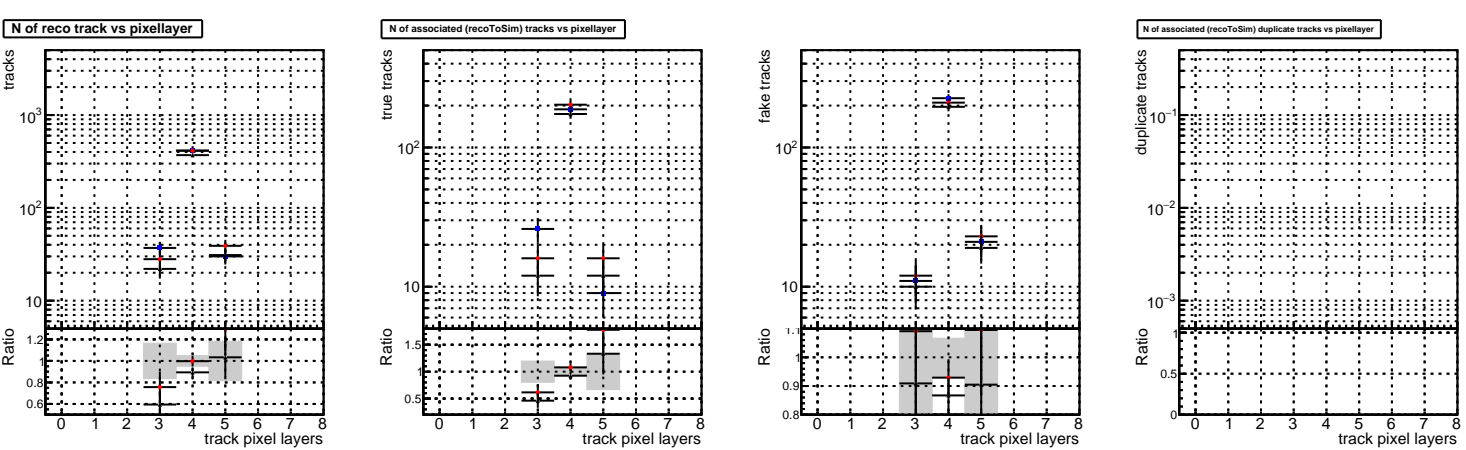 N of reco track vs pixellayer
tracks
10³
10²
10
Ratio
1.2
1
0.8
0.6
0 1 2 3 4 5 6 7 8
track pixel layers
N of associated (recoToSim) tracks vs pixellayer
true tracks
10²
10
Ratio
1.5
1
0.5
0 1 2 3 4 5 6 7 8
track pixel layers
fake tracks
10²
10
Ratio
1.1
1
0.9
0.8
0 1 2 3 4 5 6 7 8
track pixel layers
N of associated (recoToSim) duplicate tracks vs pixellayer
duplicate tracks
10⁻¹
10⁻²
10⁻³
Ratio
1
0.5
0
0 1 2 3 4 5 6 7 8
track pixel layers